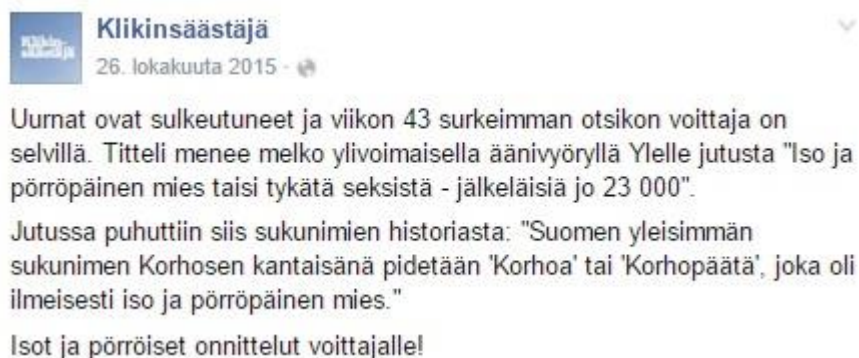 Klikin-
säästäjä
Klikinsäästäjä
26. lokakuuta 2015 ·
Uurnat ovat sulkeutuneet ja viikon 43 surkeimman otsikon voittaja on
selvillä. Titteli menee melko ylivoimaisella äänivyöryllä Ylelle jutusta "Iso ja
pörröpäinen mies taisi tykätä seksistä - jälkeläisiä jo 23 000".
Jutussa puhuttiin siis sukunimien historiasta: "Suomen yleisimmän
sukunimen Korhosen kantaisänä pidetään 'Korhoa' tai 'Korhopäätä', joka oli
ilmeisesti iso ja pörröpäinen mies."
Isot ja pörröiset onnittelut voittajalle!